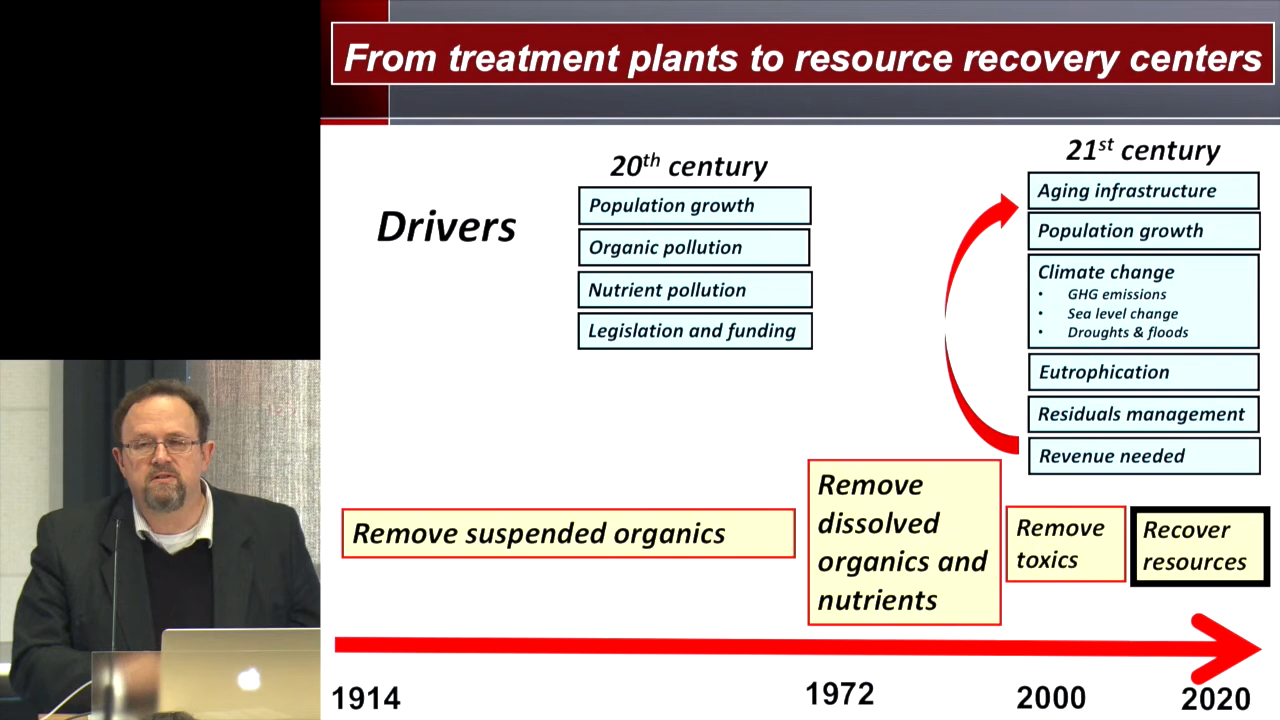 From treatment plants to resource recovery centers
Drivers
20th century
Population growth
Organic pollution
Nutrient pollution
Legislation and funding
21st century
Aging infrastructure
Population growth
Climate change
• GHG emissions
• Sea level change
• Droughts & floods
Eutrophication
Residuals management
Revenue needed
Remove suspended organics
Remove
dissolved
organics and
nutrients
Remove
toxics
Recover
resources
1914
1972
2000
2020